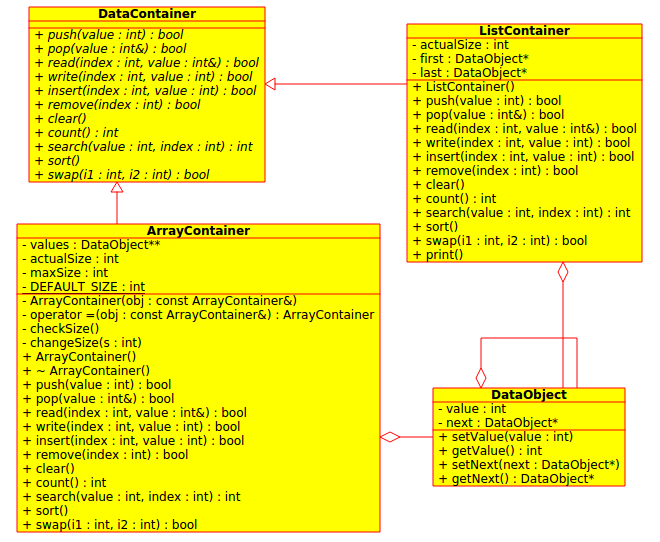 DataContainer
+ push(value : int) : bool
+ pop(value : int&) : bool
+ read(index : int, value : int&) : bool
+ write(index : int, value : int) : bool
+ insert(index : int, value : int&) : bool
+ remove(index : int) : bool
+ clear()
+ count() : int
+ search(value : int, index : int) : int
+ sort()
+ swap(i1 : int, i2 : int) : bool
ListContainer
- actualSize : int
- first : DataObject*
- last : DataObject*
+ ListContainer()
+ push(value : int) : bool
+ pop(value : int&) : bool
+ read(index : int, value : int&) : bool
+ write(index : int, value : int) : bool
+ insert(index : int, value : int) : bool
+ remove(index : int) : bool
+ clear()
+ count() : int
+ search(value : int, index : int) : int
+ sort()
+ swap(i1 : int, i2 : int) : bool
+ print()
ArrayContainer
- values : DataObject**
- actualSize : int
- maxSize : int
- DEFAULT_SIZE : int
- ArrayContainer(obj : const ArrayContainer&)
- operator =(obj : const ArrayContainer&) : ArrayContainer
- checkSize()
- changeSize(s : int)
+ ArrayContainer()
+ ~ ArrayContainer()
+ push(value : int) : bool
+ pop(value : int&) : bool
+ read(index : int, value : int&) : bool
+ write(index : int, value : int) : bool
+ insert(index : int, value : int) : bool
+ remove(index : int) : bool
+ clear()
+ count() : int
+ search(value : int, index : int) : int
+ sort()
+ swap(i1 : int, i2 : int) : bool
DataObject
- value : int
- next : DataObject*
+ setValue(value : int)
+ getValue() : int
+ setNext(next : DataObject*)
+ getNext() : DataObject*